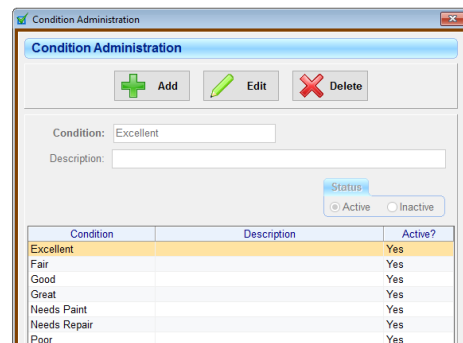 Condition Administration
Condition Administration
Add Edit Delete
Condition: Excellent
Description:
Status
Active Inactive
Condition Description Active?
Excellent Yes
Fair Yes
Good Yes
Great Yes
Needs Paint Yes
Needs Repair Yes
Poor Yes